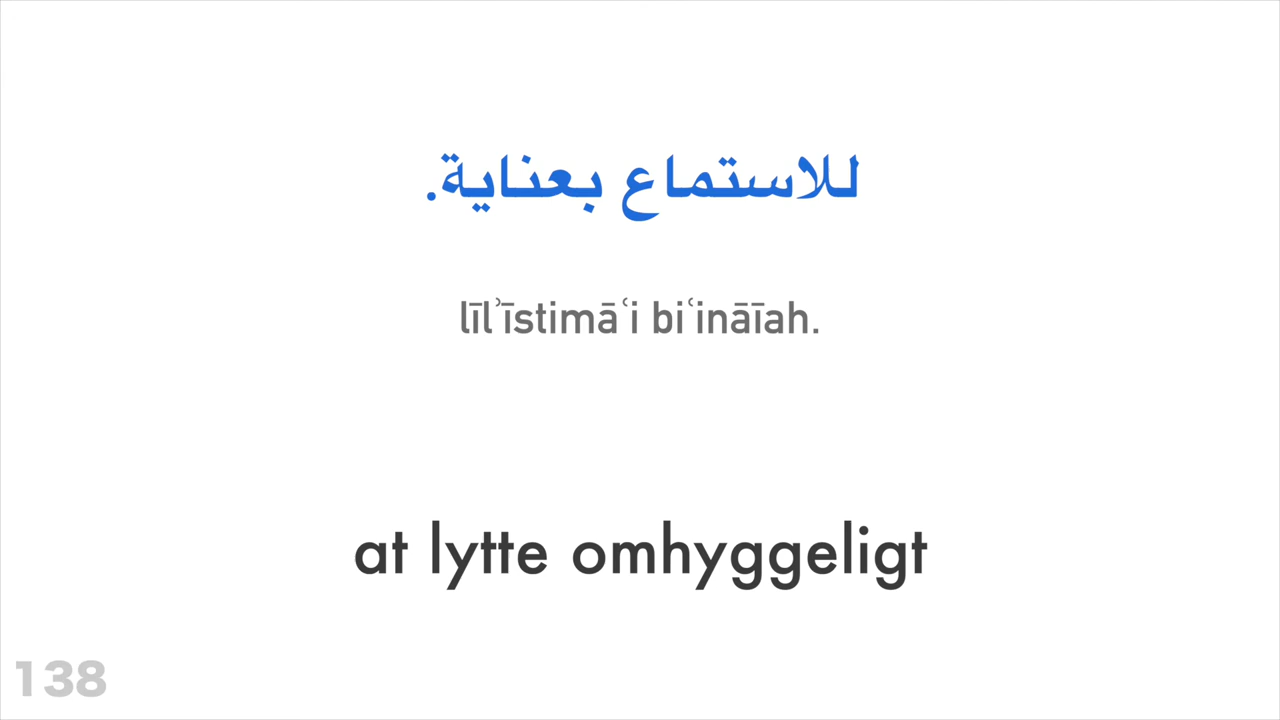 للاستماع بعناية.
līlʾīstimāʿi biʿināīah.
at lytte omhyggeligt
138